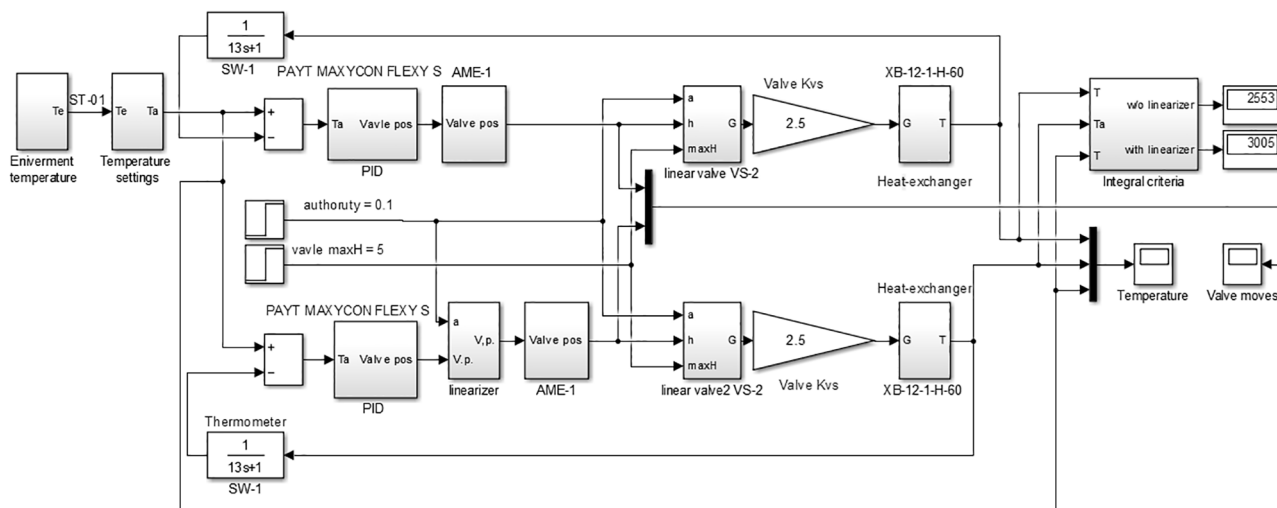 1
13s+1
SW-1
PAYT MAXYCON FLEXY S
AME-1
Valve Kvs
XB-12-1-H-60
Te
ST-01
Te
Ta
Eniverment
temperature
Temperature
settings
+
−
Ta
Vavle pos
PID
Valve pos
a
h
maxH
G
linear valve VS-2
2.5
G
T
Heat-exchanger
T
Ta
T
w/o linearizer
with linearizer
Integral criteria
2553
3005
authoruty = 0.1
vavle maxH = 5
Temperature
Valve moves
PAYT MAXYCON FLEXY S
+
−
Ta
Valve pos
PID
a
V.p.
V.p.
linearizer
Valve pos
AME-1
a
h
maxH
G
linear valve2 VS-2
2.5
Valve Kvs
Heat-exchanger
G
T
XB-12-1-H-60
Thermometer
1
13s+1
SW-1